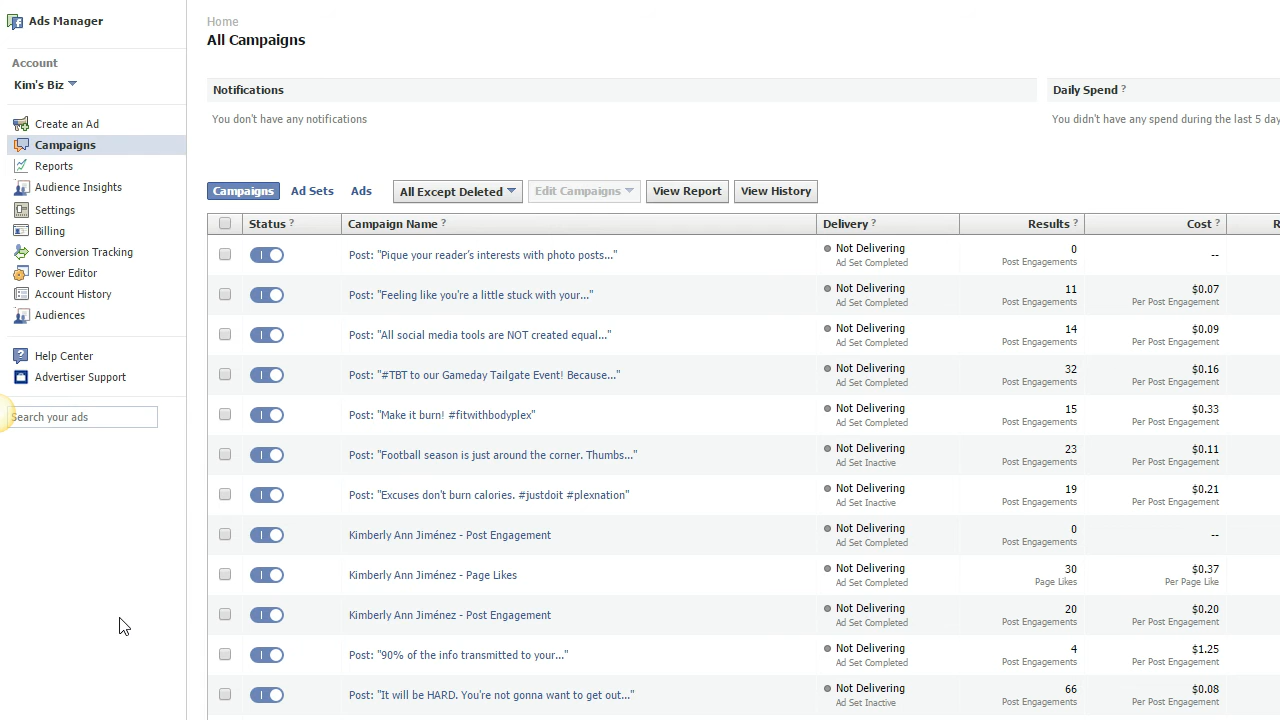 Ads Manager
Account
Kim's Biz
Create an Ad
Campaigns
Reports
Audience Insights
Settings
Billing
Conversion Tracking
Power Editor
Account History
Audiences
Help Center
Advertiser Support
Search your ads
Home
All Campaigns
Notifications
You don't have any notifications
Daily Spend ?
You didn't have any spend during the last 5 day
Campaigns Ad Sets Ads All Except Deleted Edit Campaigns View Report View History
Status ? Campaign Name ? Delivery ? Results ? Cost ? R
Post: "Pique your reader's interests with photo posts..." Not Delivering 0 --
Ad Set Completed Post Engagements
Post: "Feeling like you're a little stuck with your..." Not Delivering 11 $0.07
Ad Set Completed Post Engagements Per Post Engagement
Post: "All social media tools are NOT created equal..." Not Delivering 14 $0.09
Ad Set Completed Post Engagements Per Post Engagement
Post: "#TBT to our Gameday Tailgate Event! Because..." Not Delivering 32 $0.16
Ad Set Completed Post Engagements Per Post Engagement
Post: "Make it burn! #fitwithbodyplex" Not Delivering 15 $0.33
Ad Set Completed Post Engagements Per Post Engagement
Post: "Football season is just around the corner. Thumbs..." Not Delivering 23 $0.11
Ad Set Inactive Post Engagements Per Post Engagement
Post: "Excuses don't burn calories. #justdoit #plexnation" Not Delivering 19 $0.21
Ad Set Inactive Post Engagements Per Post Engagement
Kimberly Ann Jiménez - Post Engagement Not Delivering 0 --
Ad Set Completed Post Engagements
Kimberly Ann Jiménez - Page Likes Not Delivering 30 $0.37
Ad Set Completed Page Likes Per Page Like
Kimberly Ann Jiménez - Post Engagement Not Delivering 20 $0.20
Ad Set Completed Post Engagements Per Post Engagement
Post: "90% of the info transmitted to your..." Not Delivering 4 $1.25
Ad Set Completed Post Engagements Per Post Engagement
Post: "It will be HARD. You're not gonna want to get out..." Not Delivering 66 $0.08
Ad Set Inactive Post Engagements Per Post Engagement